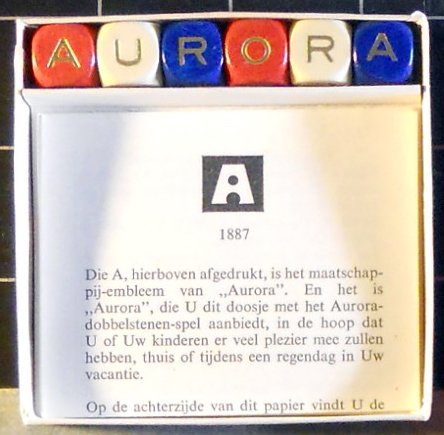 AURORA
A
1887
Die A, hierboven afgedrukt, is het maatschap-
pij-embleem van „Aurora”. En het is
„Aurora”, die U dit doosje met het Aurora-
dobbelstenen-spel aanbiedt, in de hoop dat
U of Uw kinderen er veel plezier mee zullen
hebben, thuis of tijdens een regendag in Uw
vacantie.
Op de achterzijde van dit papier vindt U de